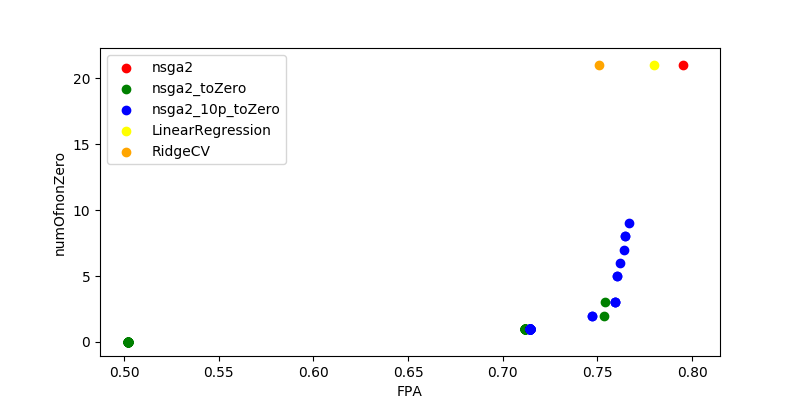 nsga2
nsga2_toZero
nsga2_10p_toZero
LinearRegression
RidgeCV
numOfnonZero
20
15
10
5
0
0.50 0.55 0.60 0.65 0.70 0.75 0.80
FPA